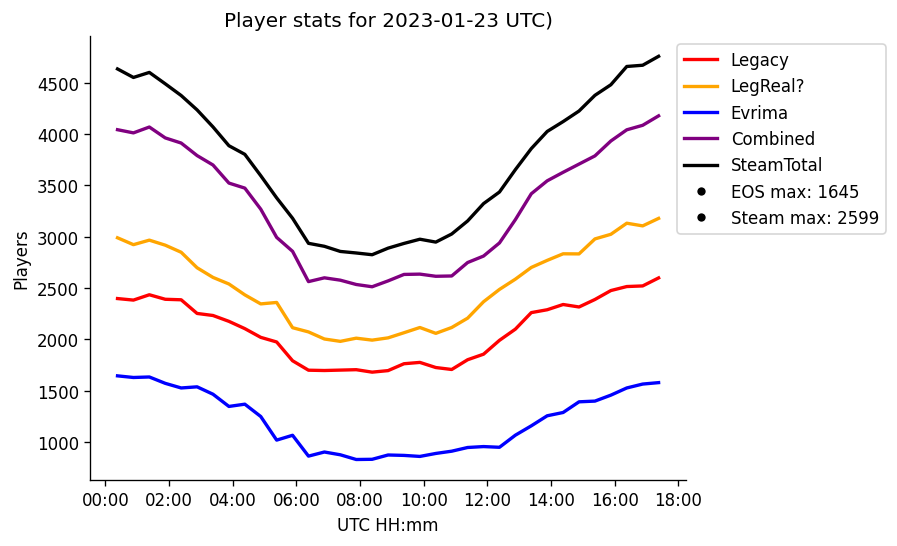 Player stats for 2023-01-23 UTC)
Players
4500
4000
3500
3000
2500
2000
1500
1000
00:00 02:00 04:00 06:00 08:00 10:00 12:00 14:00 16:00 18:00
UTC HH:mm
Legacy
LegReal?
Evrima
Combined
SteamTotal
EOS max: 1645
Steam max: 2599